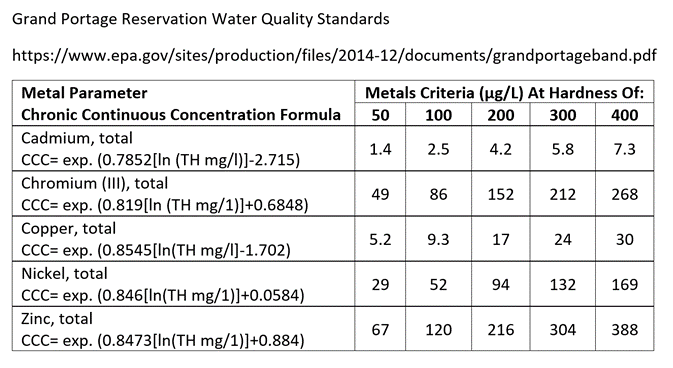 Grand Portage Reservation Water Quality Standards
https://www.epa.gov/sites/production/files/2014-12/documents/grandportageband.pdf
Metal Parameter Metals Criteria (µg/L) At Hardness Of:
Chronic Continuous Concentration Formula 50 100 200 300 400
Cadmium, total
CCC= exp. (0.7852[ln (TH mg/l)]-2.715) 1.4 2.5 4.2 5.8 7.3
Chromium (III), total
CCC= exp. (0.819[ln (TH mg/1)]+0.6848) 49 86 152 212 268
Copper, total
CCC= exp. (0.8545[ln(TH mg/l]-1.702) 5.2 9.3 17 24 30
Nickel, total
CCC= exp. (0.846[ln(TH mg/1)]+0.0584) 29 52 94 132 169
Zinc, total
CCC= exp. (0.8473[ln(TH mg/1)]+0.884) 67 120 216 304 388